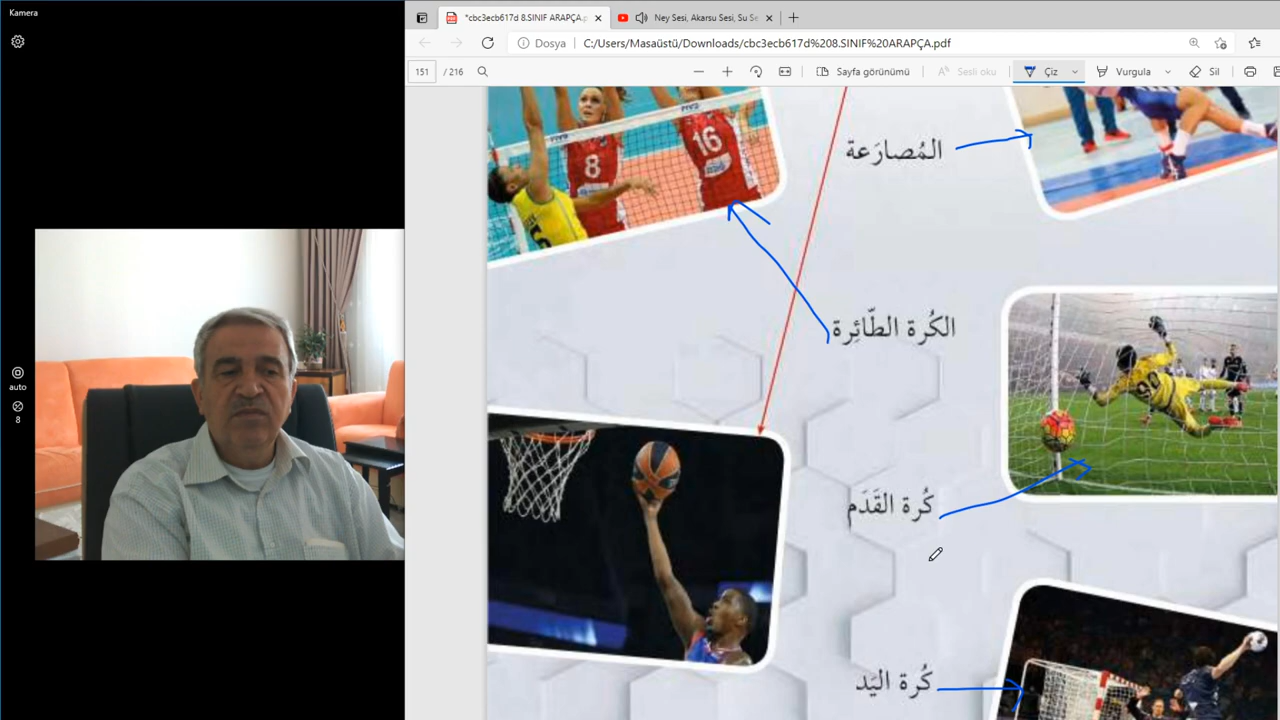 Kamera
*cbc3ecb617d 8.SINIF ARAPÇA.p
Ney Sesi, Akarsu Sesi, Su Se
Dosya
C:/Users/Masaüstü/Downloads/cbc3ecb617d%208.SINIF%20ARAPÇA.pdf
151 / 216
Sayfa görünümü
Sesli oku
Çiz
Vurgula
Sil
auto
8
8
16
المُصارَعة
الكُرة الطّائِرة
كُرة القَدَم
كُرة اليَد